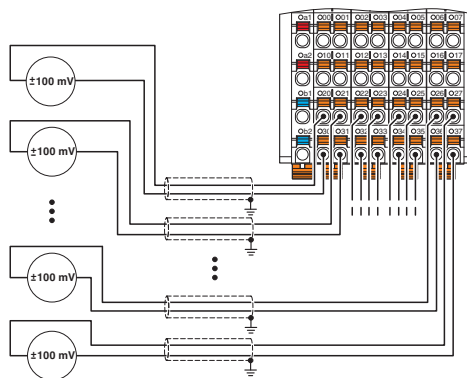 a1 00 01 02 03 04 05 06 07
a2 10 11 12 13 14 15 16 17
b1 20 21 22 23 24 25 26 27
b2 30 31 32 33 34 35 36 37
±100 mV
±100 mV
±100 mV
±100 mV